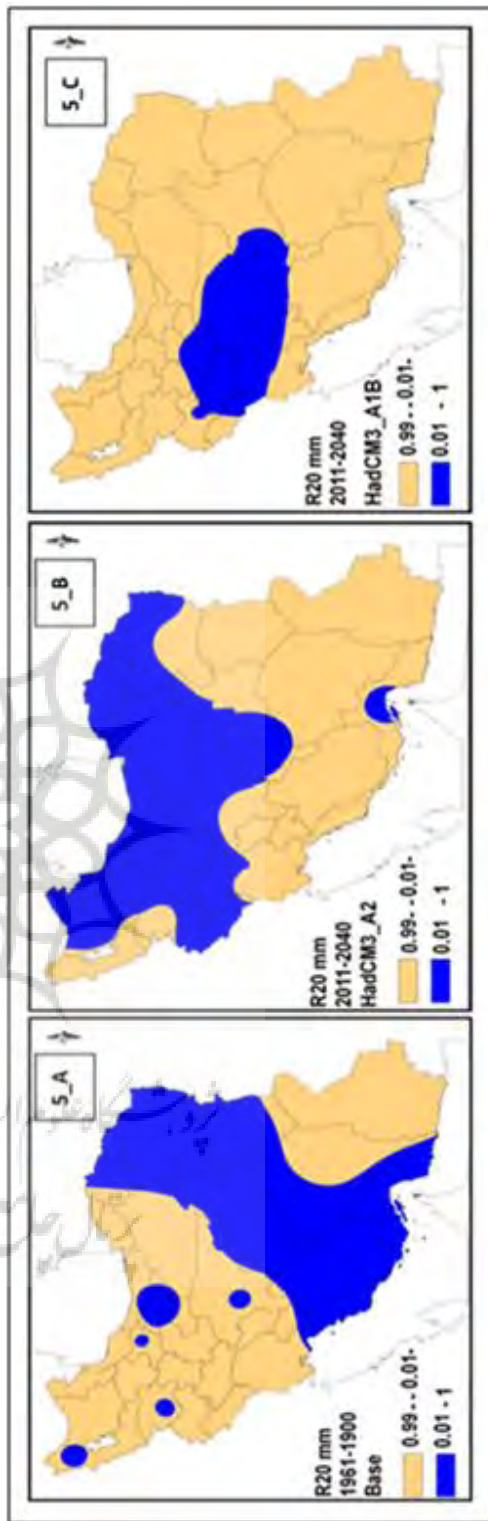 5_A
R20 mm
1961-1900
Base
0.99 - - 0.01-
0.01 - 1
5_B
R20 mm
2011-2040
HadCM3_A2
0.99- - 0.01-
0.01 - 1
5_C
R20 mm
2011-2040
HadCM3_A1B
0.99 - - 0.01-
0.01 - 1